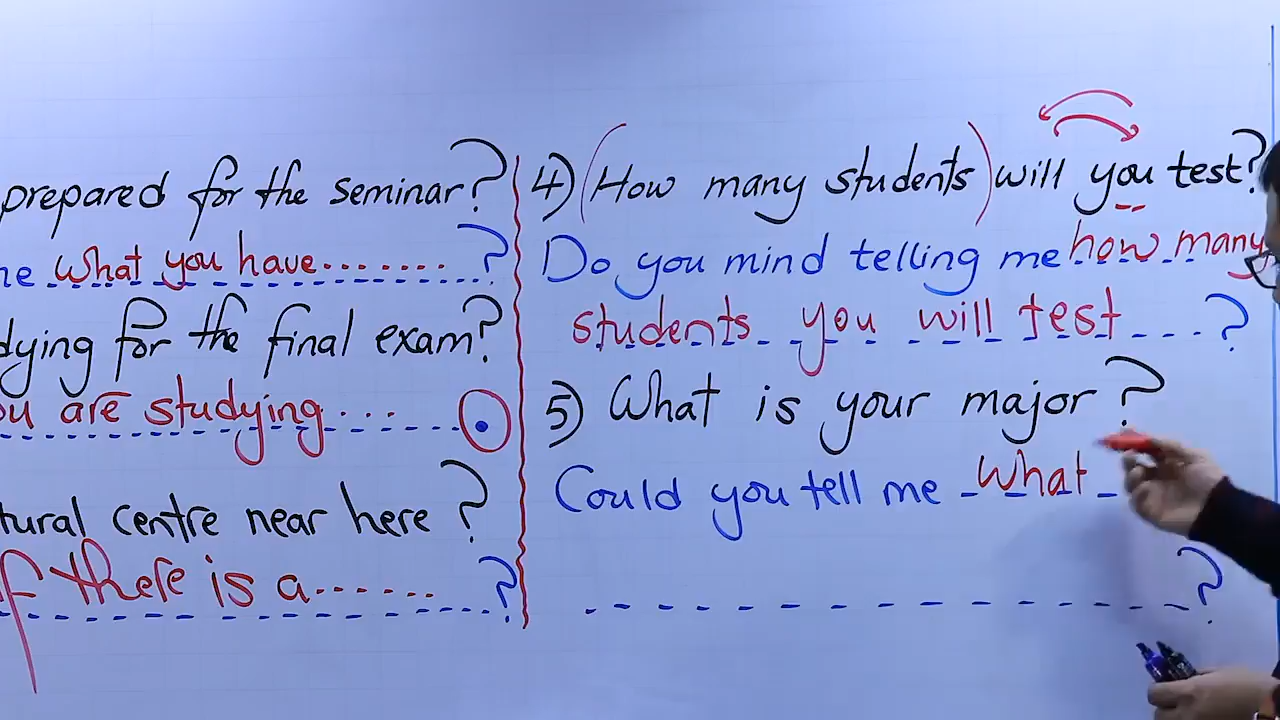 prepared for the seminar?
me what you have.......?
dying for the final exam?
ou are studying...
tural centre near here?
if there is a......?
4) (How many students) will you test?
Do you mind telling me how many
students you will test ?
5) What is your major?
Could you tell me what
?